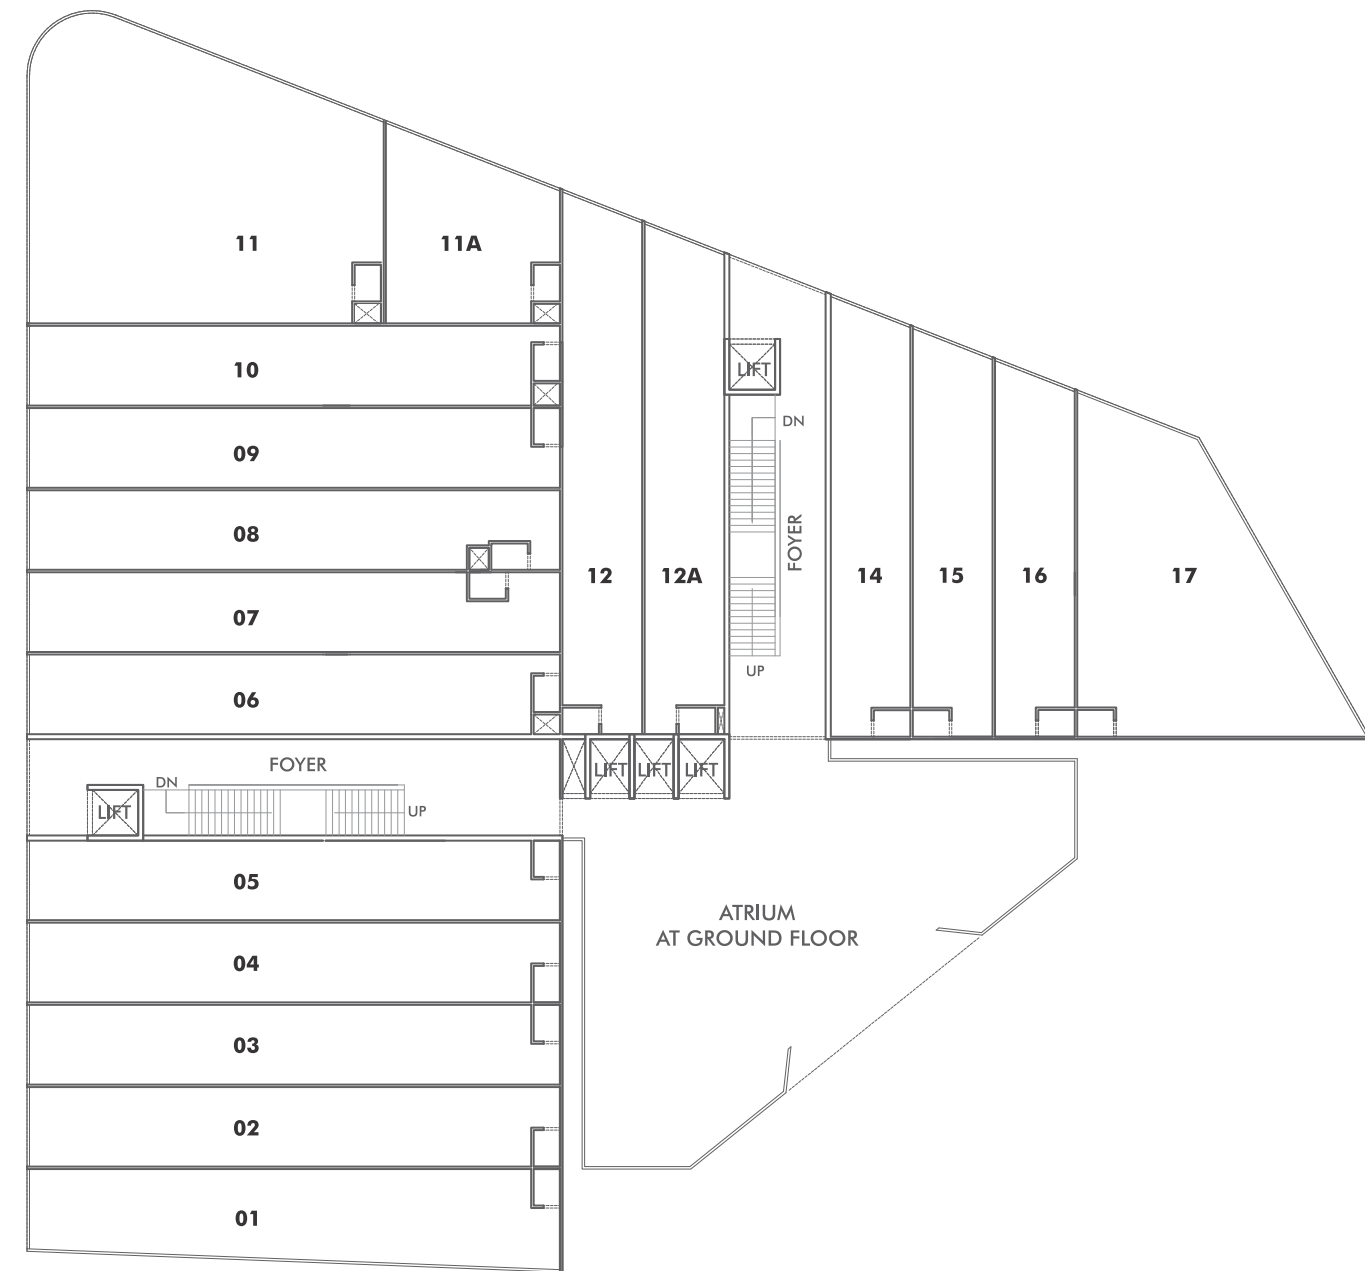 11
11A
10
LIFT
DN
09
08
FOYER
12
12A
14
15
16
17
07
UP
06
FOYER
LIFT
LIFT
LIFT
DN
LIFT
UP
05
ATRIUM
AT GROUND FLOOR
04
03
02
01